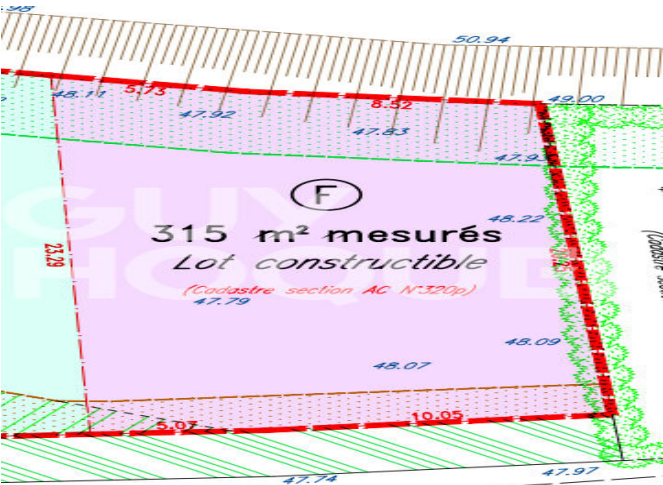 50.94
5.73
48.11
8.52
49.00
47.92
47.83
47.93
F
48.22
315 m² mesurés
23.29
Lot constructible
(Cadastre section AC N°320p)
47.79
48.09
48.07
10.05
5.07
47.74
47.97
GUY
HOQUET